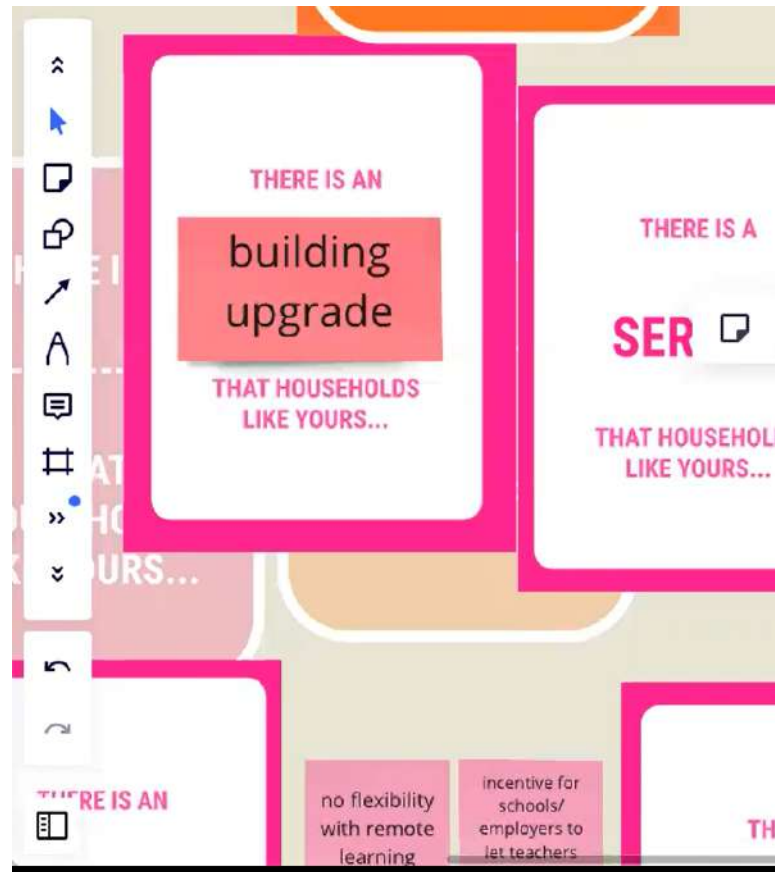 THERE IS AN
building
upgrade
THAT HOUSEHOLDS
LIKE YOURS...
THERE IS A
SER
THAT HOUSEHOL
LIKE YOURS...
URS...
THERE IS AN
no flexibility
with remote
learning
incentive for
schools/
employers to
let teachers
TH